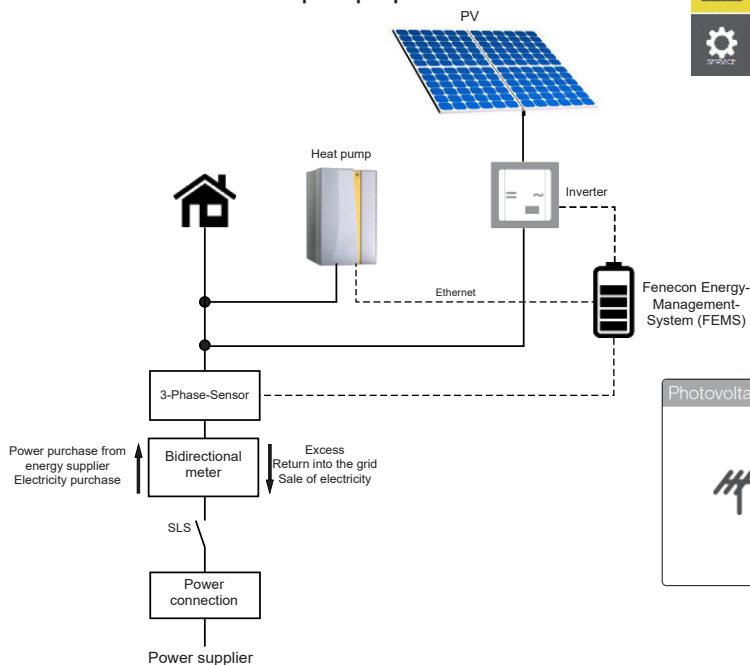 PV
SERVICE
Heat pump
Inverter
Ethernet
Fenecon Energy-
Management-
System (FEMS)
3-Phase-Sensor
Photovolta
Power purchase from
energy supplier
Electricity purchase
Bidirectional
meter
Excess
Return into the grid
Sale of electricity
SLS
Power
connection
Power supplier